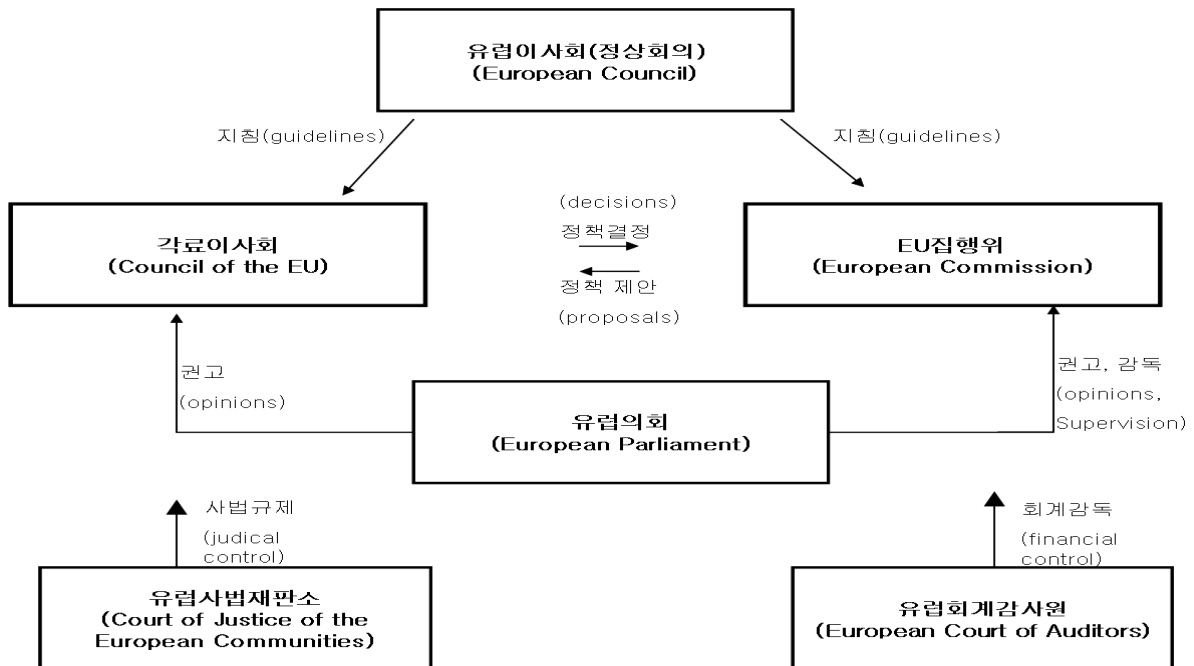 유럽이사회(정상회의)
(European Council)
지침(guidelines)
지침(guidelines)
각료이사회
(Council of the EU)
(decisions)
정책결정
정책 제안
(proposals)
EU집행위
(European Commission)
권고
(opinions)
유럽의회
(European Parliament)
권고, 감독
(opinions,
Supervision)
사법규제
(judical
control)
회계감독
(financial
control)
유럽사법재판소
(Court of Justice of the
European Communities)
유럽회계감사원
(European Court of Auditors)